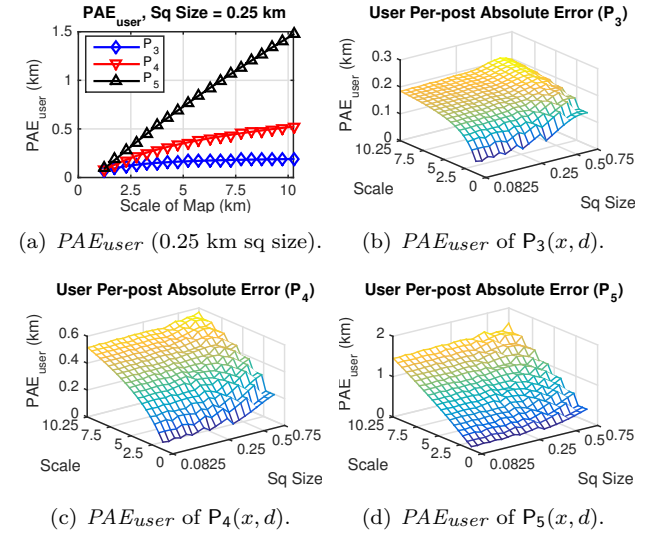 PAE_user, Sq Size = 0.25 km
PAE_user (km)
1.5
1
0.5
0
P_3
P_4
P_5
0 2.5 5 7.5 10
Scale of Map (km)
(a) PAE_user (0.25 km sq size).
User Per-post Absolute Error (P_3)
PAE_user (km)
0.3
0.2
0.1
0
10.25
7.5
5
2.5
0
Scale
0.0825
0.25
0.5
0.75
Sq Size
(b) PAE_user of P_3(x, d).
User Per-post Absolute Error (P_4)
PAE_user (km)
0.6
0.4
0.2
0
10.25
7.5
5
2.5
0
Scale
0.0825
0.25
0.5
0.75
Sq Size
(c) PAE_user of P_4(x, d).
User Per-post Absolute Error (P_5)
PAE_user (km)
2
1
0
10.25
7.5
5
2.5
0
Scale
0.0825
0.25
0.5
0.75
Sq Size
(d) PAE_user of P_5(x, d).